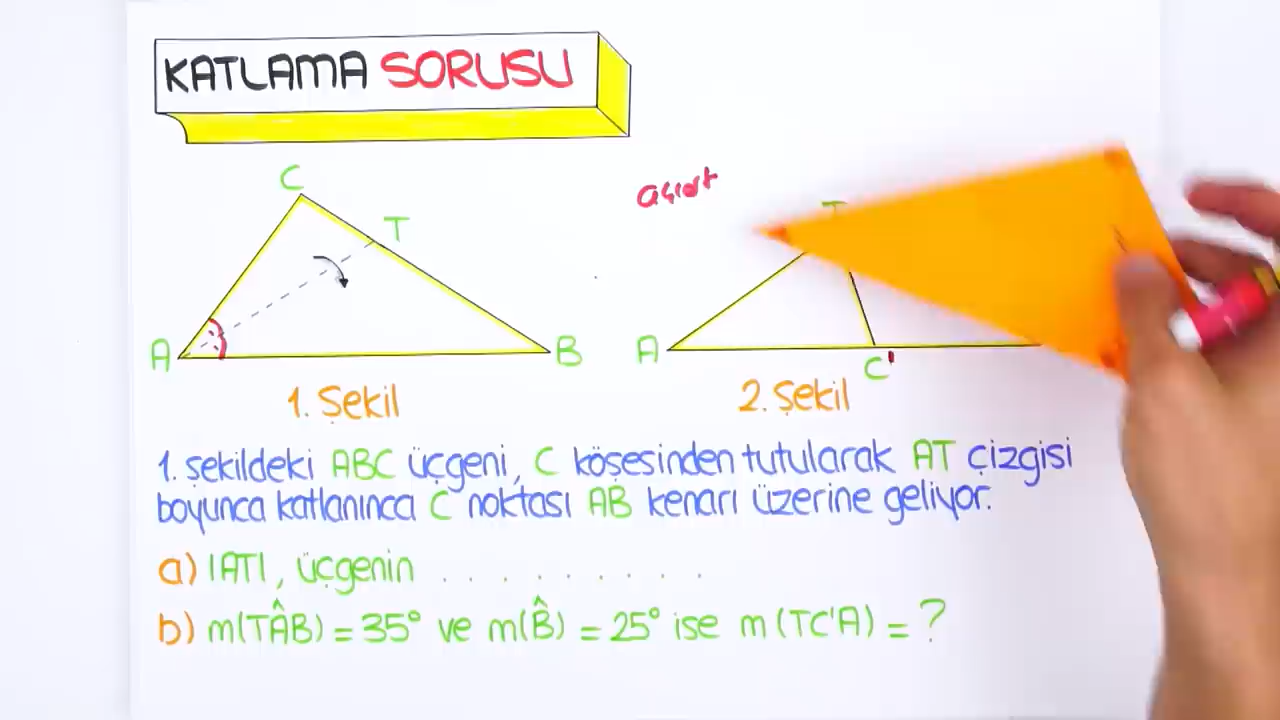 KATLAMA SORUSU
C
T
açıort
T
A
B
A
C'
1. Şekil
2. Şekil
1. şekildeki ABC üçgeni, C köşesinden tutularak AT çizgisi
boyunca katlanınca C noktası AB kenarı üzerine geliyor.
a) |AT|, üçgenin . . . . . . . . . .
b) m(TÂB) = 35° ve m(B̂) = 25° ise m(TC'A) = ?